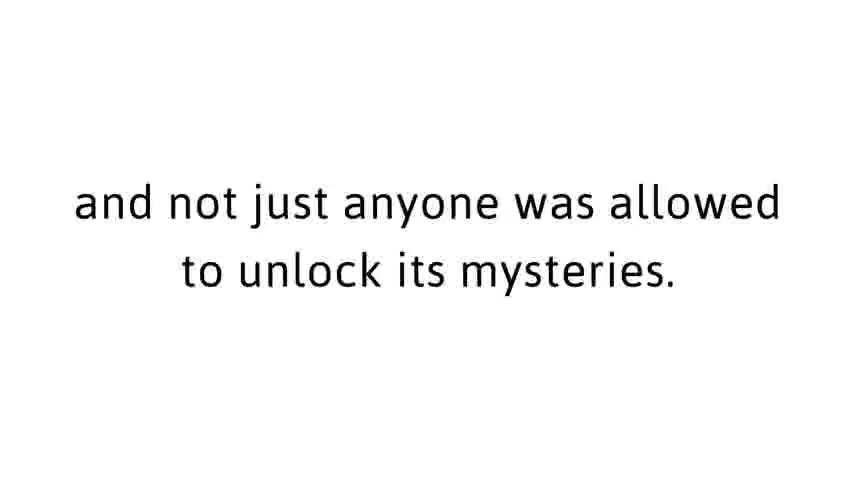 and not just anyone was allowed
to unlock its mysteries.